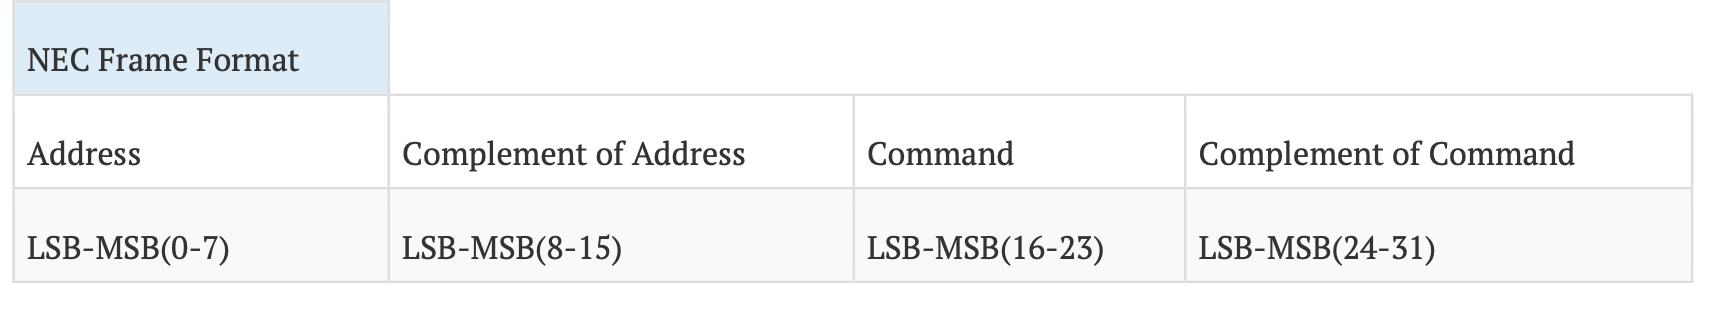 NEC Frame Format
Address Complement of Address Command Complement of Command
LSB-MSB(0-7) LSB-MSB(8-15) LSB-MSB(16-23) LSB-MSB(24-31)